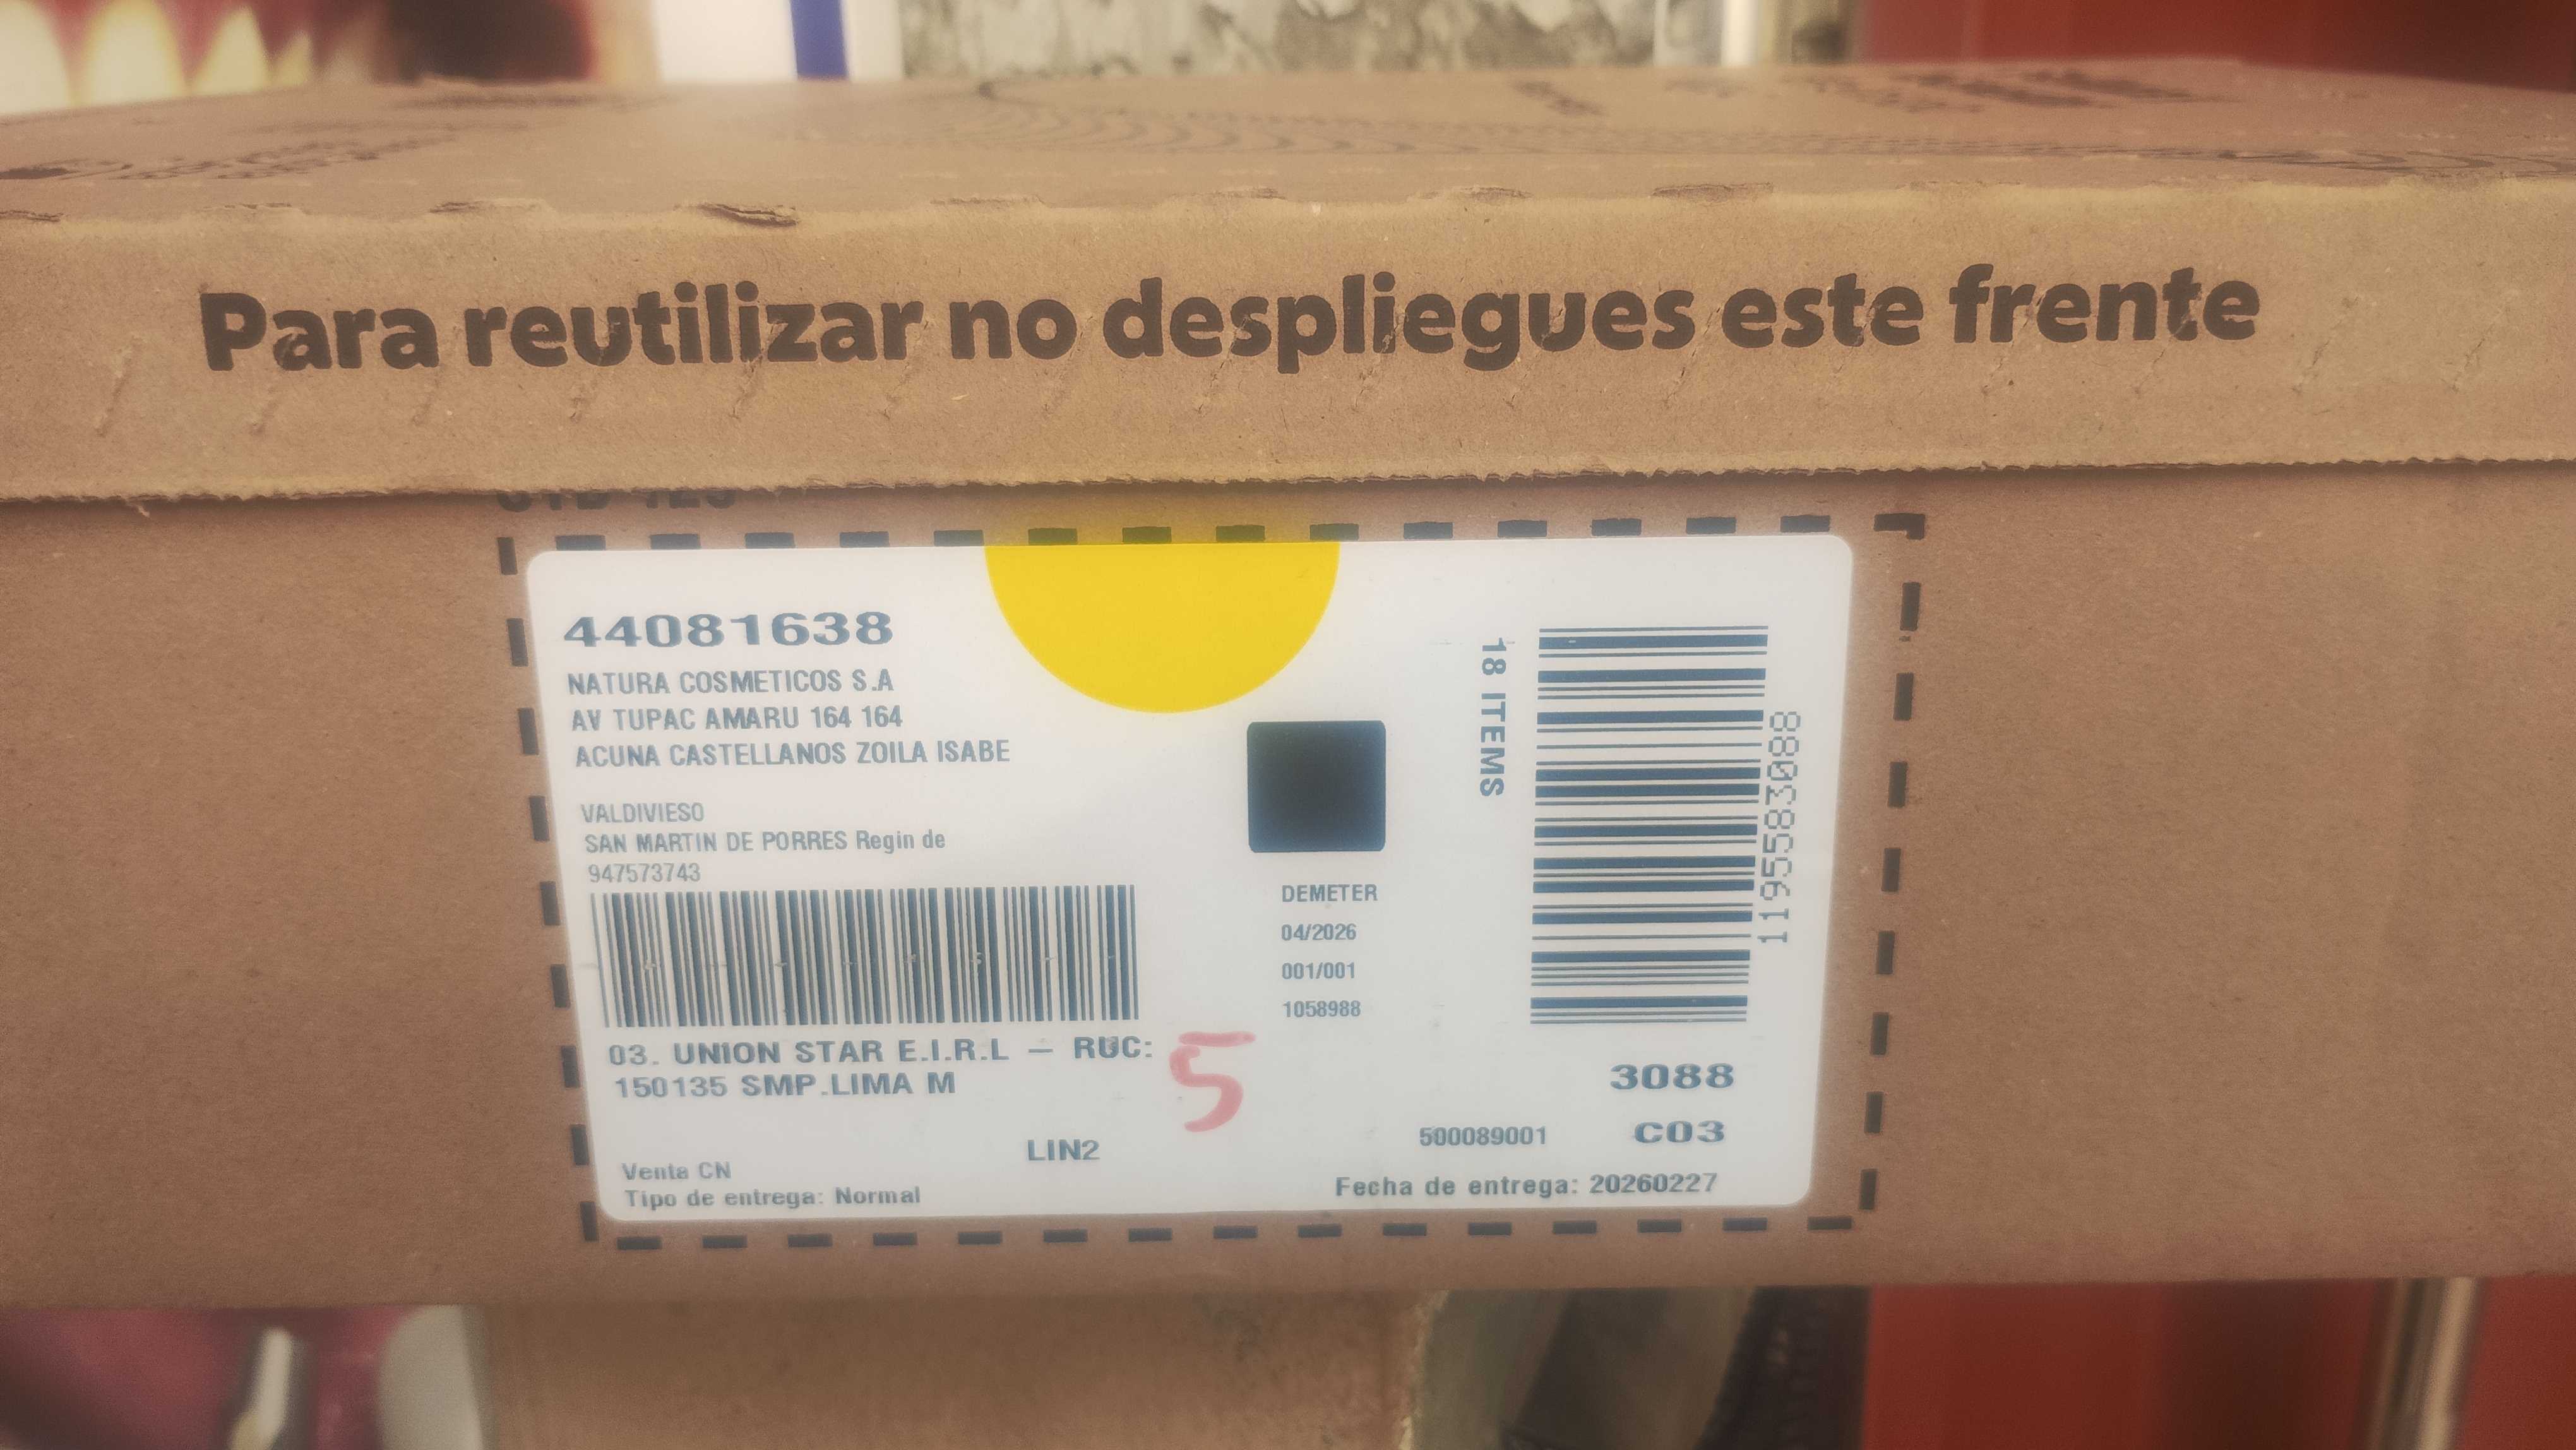 Para reutilizar no despliegues este frente
44081638
NATURA COSMETICOS S.A
AV TUPAC AMARU 164 164
ACUNA CASTELLANOS ZOILA ISABE
VALDIVIESO
SAN MARTIN DE PORRES Regin de
947573743
03. UNION STAR E.I.R.L – RUC:
150135 SMP.LIMA M
LIN2
Venta CN
Tipo de entrega: Normal
5
DEMETER
04/2026
001/001
1058988
18 ITEMS
1195583088
3088
500089001 C03
Fecha de entrega: 20260227